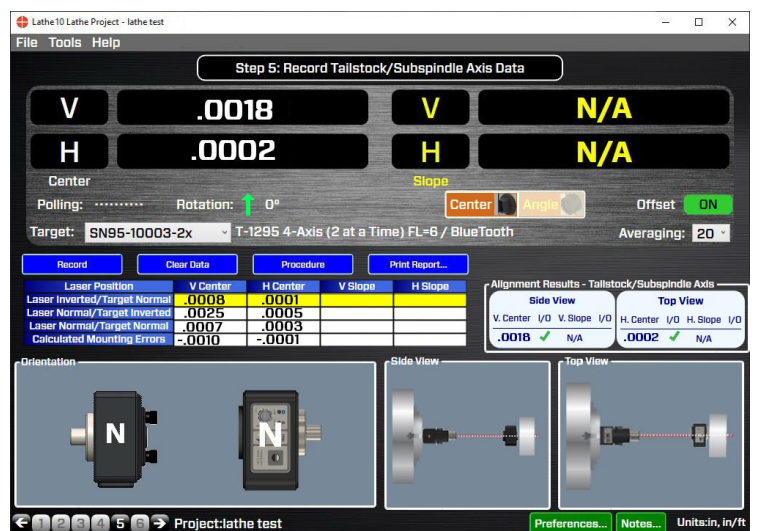 Lathe10 Lathe Project - lathe test
File Tools Help
Step 5: Record Tailstock/Subspindle Axis Data
V .0018 V N/A
H .0002 H N/A
Center Slope
Polling: ·········· Rotation: 0° Center Angle Offset ON
Target: SN95-10003-2x T-1295 4-Axis (2 at a Time) FL=6 / BlueTooth Averaging: 20
Record Clear Data Procedure Print Report...
Laser Position V Center H Center V Slope H Slope
Laser Inverted/Target Normal .0008 .0001
Laser Normal/Target Inverted .0025 .0005
Laser Normal/Target Normal .0007 .0003
Calculated Mounting Errors -.0010 -.0001
Alignment Results - Tailstock/Subspindle Axis
Side View Top View
V. Center I/O V. Slope I/O H. Center I/O H. Slope I/O
.0018 ✓ N/A .0002 ✓ N/A
Orientation Side View Top View
N N
1 2 3 4 5 6 Project:lathe test Preferences... Notes... Units:in, in/ft